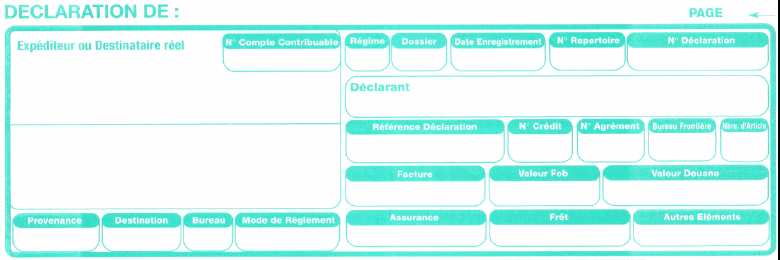 DECLARATION DE :
PAGE
Expéditeur ou Destinataire réel
N° Compte Contribuable
Régime
Dossier
Date Enregistrement
N° Repertoire
N° Déclaration
Déclarant
Référence Déclaration
N° Crédit
N° Agrément
Bureau Frontière
Nbre. d'Article
Facture
Valeur Fob
Valeur Douane
Provenance
Destination
Bureau
Mode de Règlement
Assurance
Frêt
Autres Eléments